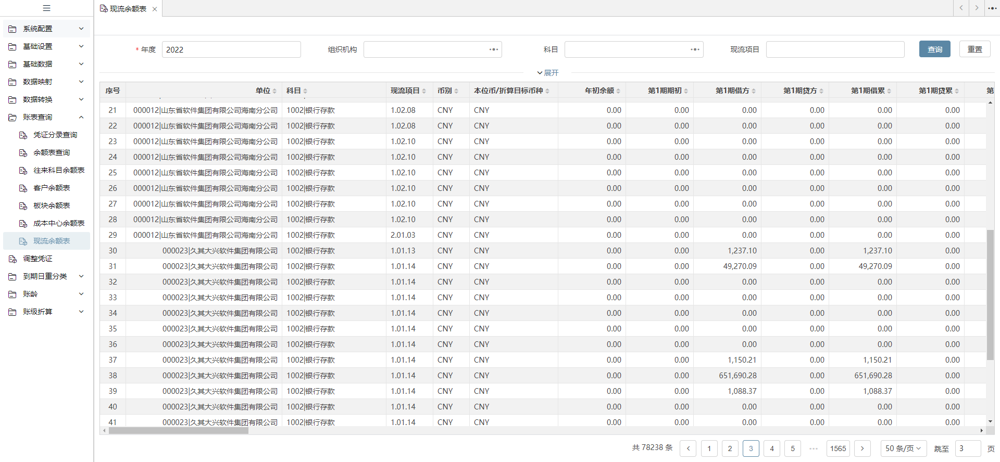 现流余额表
系统配置
基础设置
基础数据
数据映射
数据转换
账表查询
凭证分录查询
余额表查询
往来科目余额表
客户余额表
板块余额表
成本中心余额表
现流余额表
调整凭证
到期日重分类
账龄
账级折算
* 年度 2022 组织机构 科目 现流项目 查询 重置
展开
序号 单位 科目 现流项目 币别 本位币/折算目标币种 年初余额 第1期期初 第1期借方 第1期贷方 第1期借累 第1期贷累 第
21 000012|山东省软件集团有限公司海南分公司 1002|银行存款 1.02.08 CNY CNY 0.00 0.00 0.00 0.00 0.00 0.00
22 000012|山东省软件集团有限公司海南分公司 1002|银行存款 1.02.08 CNY CNY 0.00 0.00 0.00 0.00 0.00 0.00
23 000012|山东省软件集团有限公司海南分公司 1002|银行存款 1.02.10 CNY CNY 0.00 0.00 0.00 0.00 0.00 0.00
24 000012|山东省软件集团有限公司海南分公司 1002|银行存款 1.02.10 CNY CNY 0.00 0.00 0.00 0.00 0.00 0.00
25 000012|山东省软件集团有限公司海南分公司 1002|银行存款 1.02.10 CNY CNY 0.00 0.00 0.00 0.00 0.00 0.00
26 000012|山东省软件集团有限公司海南分公司 1002|银行存款 1.02.10 CNY CNY 0.00 0.00 0.00 0.00 0.00 0.00
27 000012|山东省软件集团有限公司海南分公司 1002|银行存款 1.02.10 CNY CNY 0.00 0.00 0.00 0.00 0.00 0.00
28 000012|山东省软件集团有限公司海南分公司 1002|银行存款 1.02.10 CNY CNY 0.00 0.00 0.00 0.00 0.00 0.00
29 000012|山东省软件集团有限公司海南分公司 1002|银行存款 2.01.03 CNY CNY 0.00 0.00 0.00 0.00 0.00 0.00
30 000023|久其大兴软件集团有限公司 1002|银行存款 1.01.13 CNY CNY 0.00 0.00 1,237.10 0.00 1,237.10 0.00
31 000023|久其大兴软件集团有限公司 1002|银行存款 1.01.14 CNY CNY 0.00 0.00 49,270.09 0.00 49,270.09 0.00
32 000023|久其大兴软件集团有限公司 1002|银行存款 1.01.14 CNY CNY 0.00 0.00 0.00 0.00 0.00 0.00
33 000023|久其大兴软件集团有限公司 1002|银行存款 1.01.14 CNY CNY 0.00 0.00 0.00 0.00 0.00 0.00
34 000023|久其大兴软件集团有限公司 1002|银行存款 1.01.14 CNY CNY 0.00 0.00 0.00 0.00 0.00 0.00
35 000023|久其大兴软件集团有限公司 1002|银行存款 1.01.14 CNY CNY 0.00 0.00 0.00 0.00 0.00 0.00
36 000023|久其大兴软件集团有限公司 1002|银行存款 1.01.14 CNY CNY 0.00 0.00 0.00 0.00 0.00 0.00
37 000023|久其大兴软件集团有限公司 1002|银行存款 1.01.14 CNY CNY 0.00 0.00 1,150.21 0.00 1,150.21 0.00
38 000023|久其大兴软件集团有限公司 1002|银行存款 1.01.14 CNY CNY 0.00 0.00 651,690.28 0.00 651,690.28 0.00
39 000023|久其大兴软件集团有限公司 1002|银行存款 1.01.14 CNY CNY 0.00 0.00 1,088.37 0.00 1,088.37 0.00
40 000023|久其大兴软件集团有限公司 1002|银行存款 1.01.14 CNY CNY 0.00 0.00 0.00 0.00 0.00 0.00
41 000023|久其大兴软件集团有限公司 1002|银行存款 1.01.14 CNY CNY 0.00 0.00 0.00 0.00 0.00 0.00
共 78238 条 1 2 3 4 5 ••• 1565 50 条/页 跳至 3 页